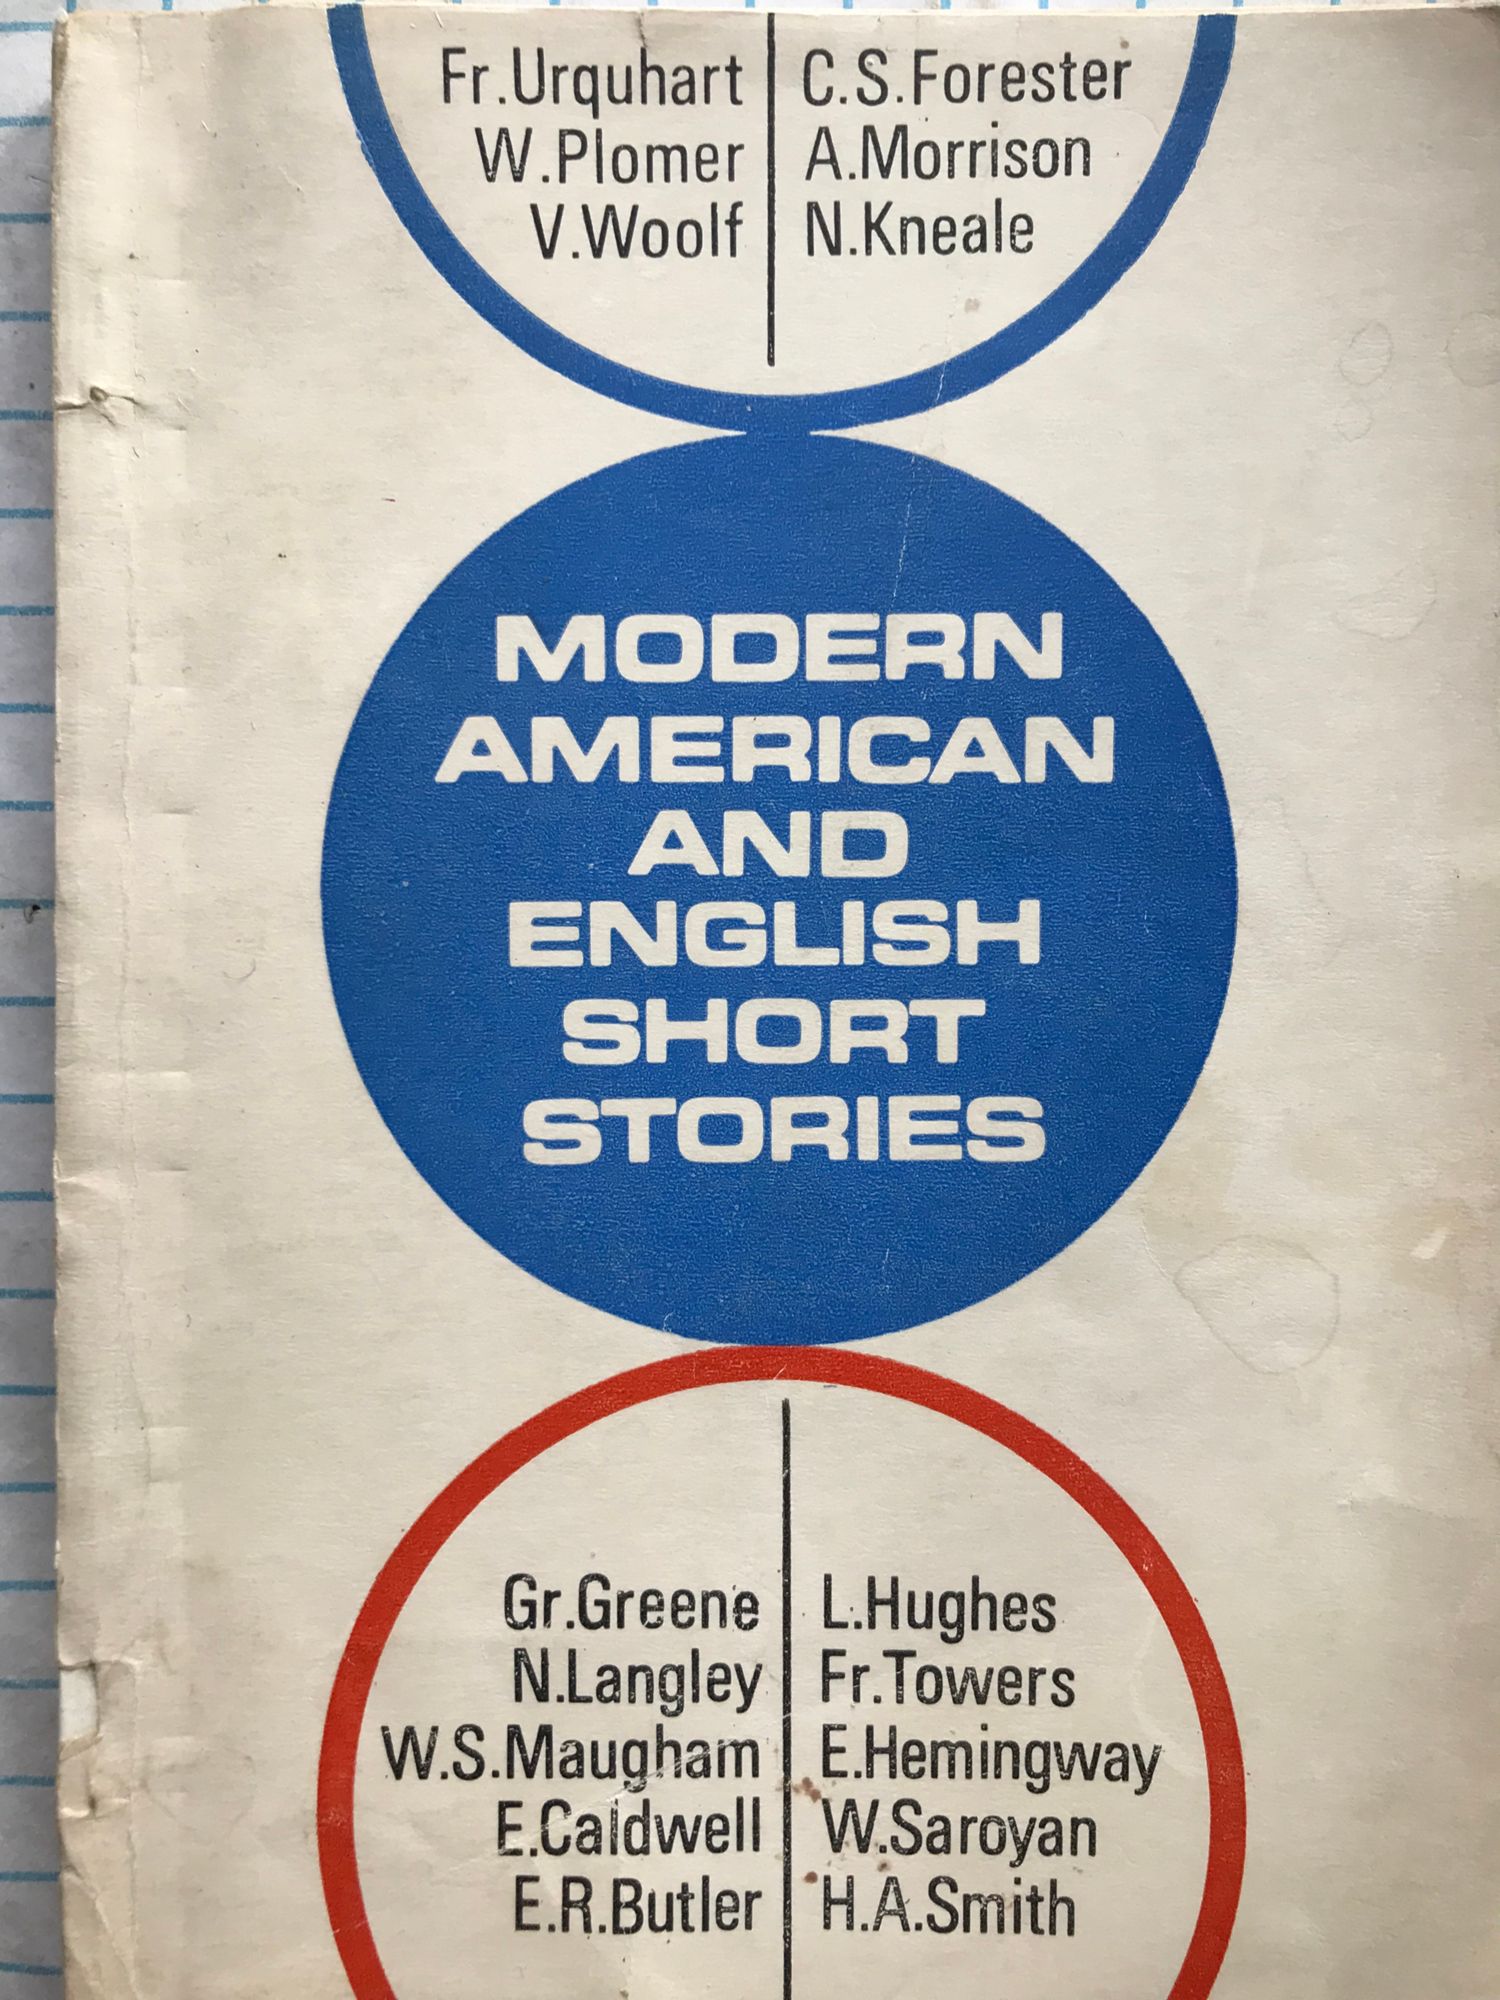 Fr.Urquhart
W.Plomer
V.Woolf
C.S.Forester
A.Morrison
N.Kneale
MODERN
AMERICAN
AND
ENGLISH
SHORT
STORIES
Gr.Greene
N.Langley
W.S.Maugham
E.Caldwell
E.R.Butler
L.Hughes
Fr.Towers
E.Hemingway
W.Saroyan
H.A.Smith